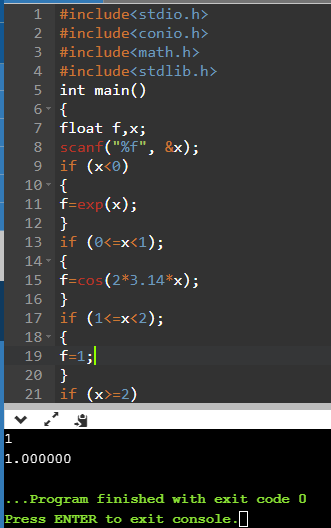 1 #include<stdio.h>
2 #include<conio.h>
3 #include<math.h>
4 #include<stdlib.h>
5 int main()
6 {
7 float f,x;
8 scanf("%f", &x);
9 if (x<0)
10 {
11 f=exp(x);
12 }
13 if (0<=x<1);
14 {
15 f=cos(2*3.14*x);
16 }
17 if (1<=x<2);
18 {
19 f=1;
20 }
21 if (x>=2)
1
1.000000
...Program finished with exit code 0
Press ENTER to exit console.